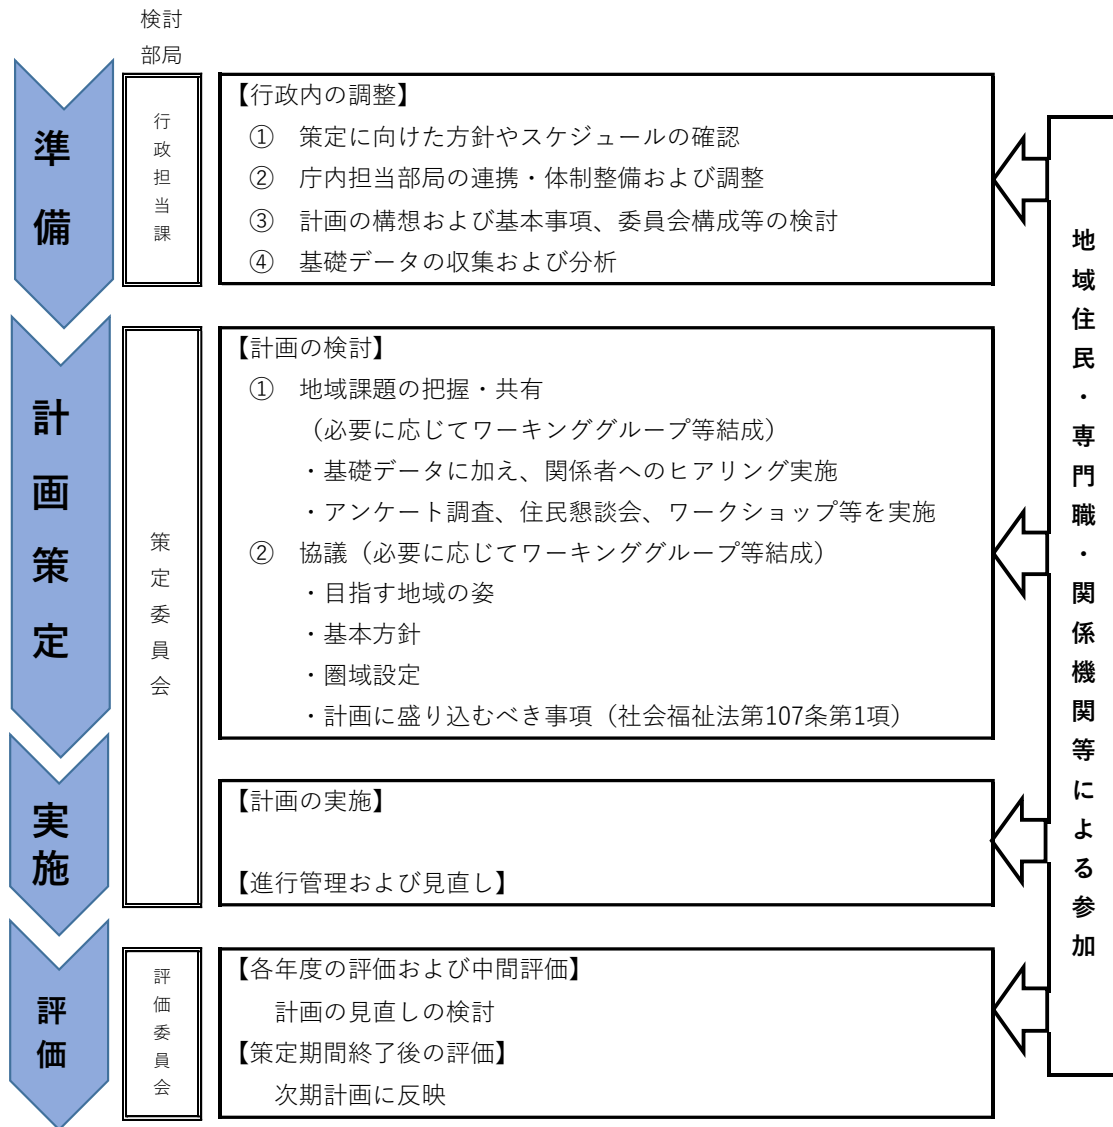 検討
部局
準備
行政担当課
【行政内の調整】
① 策定に向けた方針やスケジュールの確認
② 庁内担当部局の連携・体制整備および調整
③ 計画の構想および基本事項、委員会構成等の検討
④ 基礎データの収集および分析
計画策定
策定委員会
【計画の検討】
① 地域課題の把握・共有
（必要に応じてワーキンググループ等結成）
・基礎データに加え、関係者へのヒアリング実施
・アンケート調査、住民懇談会、ワークショップ等を実施
② 協議（必要に応じてワーキンググループ等結成）
・目指す地域の姿
・基本方針
・圏域設定
・計画に盛り込むべき事項（社会福祉法第107条第1項）
実施
【計画の実施】
【進行管理および見直し】
評価
評価委員会
【各年度の評価および中間評価】
計画の見直しの検討
【策定期間終了後の評価】
次期計画に反映
地域住民・専門職・関係機関等による参加